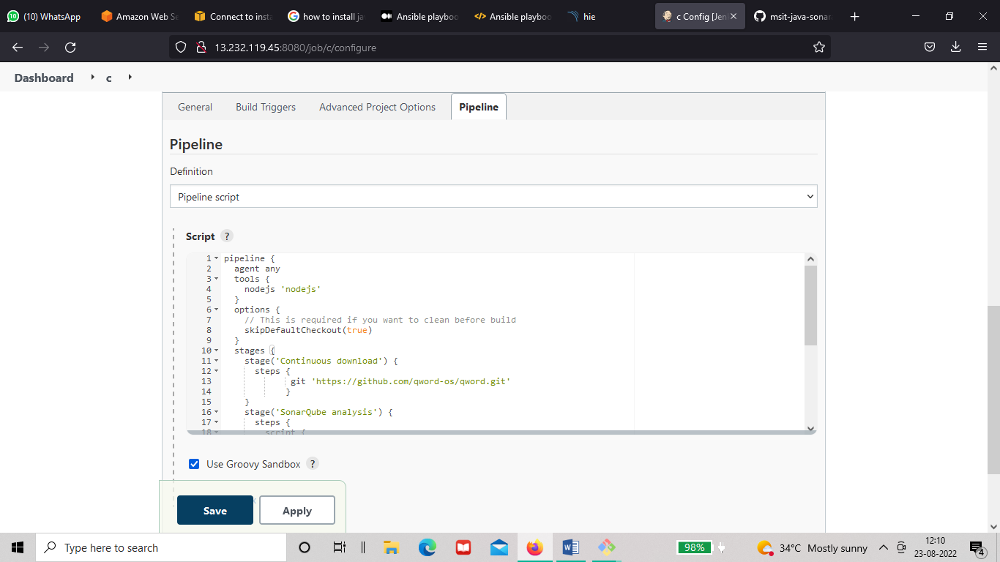 (10) WhatsApp
Amazon Web Se
Connect to insta
how to install ja
Ansible playboo
Ansible playboo
hie
c Config [Jen
msit-java-sonar
13.232.119.45:8080/job/c/configure
Dashboard
c
General
Build Triggers
Advanced Project Options
Pipeline
Pipeline
Definition
Pipeline script
Script ?
1 pipeline {
2 agent any
3 tools {
4 nodejs 'nodejs'
5 }
6 options {
7 // This is required if you want to clean before build
8 skipDefaultCheckout(true)
9 }
10 stages {
11 stage('Continuous download') {
12 steps {
13 git 'https://github.com/qword-os/qword.git'
14 }
15 }
16 stage('SonarQube analysis') {
17 steps {
18 script {
Use Groovy Sandbox ?
Save
Apply
Type here to search
98%
34°C Mostly sunny
12:10
23-08-2022
4